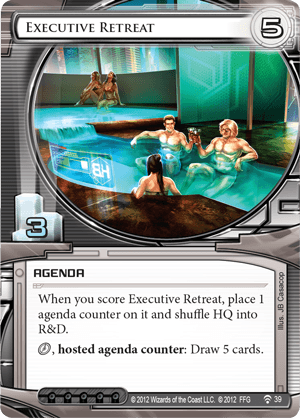 EXECUTIVE RETREAT
5
BH
3
AGENDA
When you score Executive Retreat, place 1
agenda counter on it and shuffle HQ into
R&D.
, hosted agenda counter: Draw 5 cards.
Illus. JB Casacop
©2012 Wizards of the Coast LLC. ©2012 FFG 39